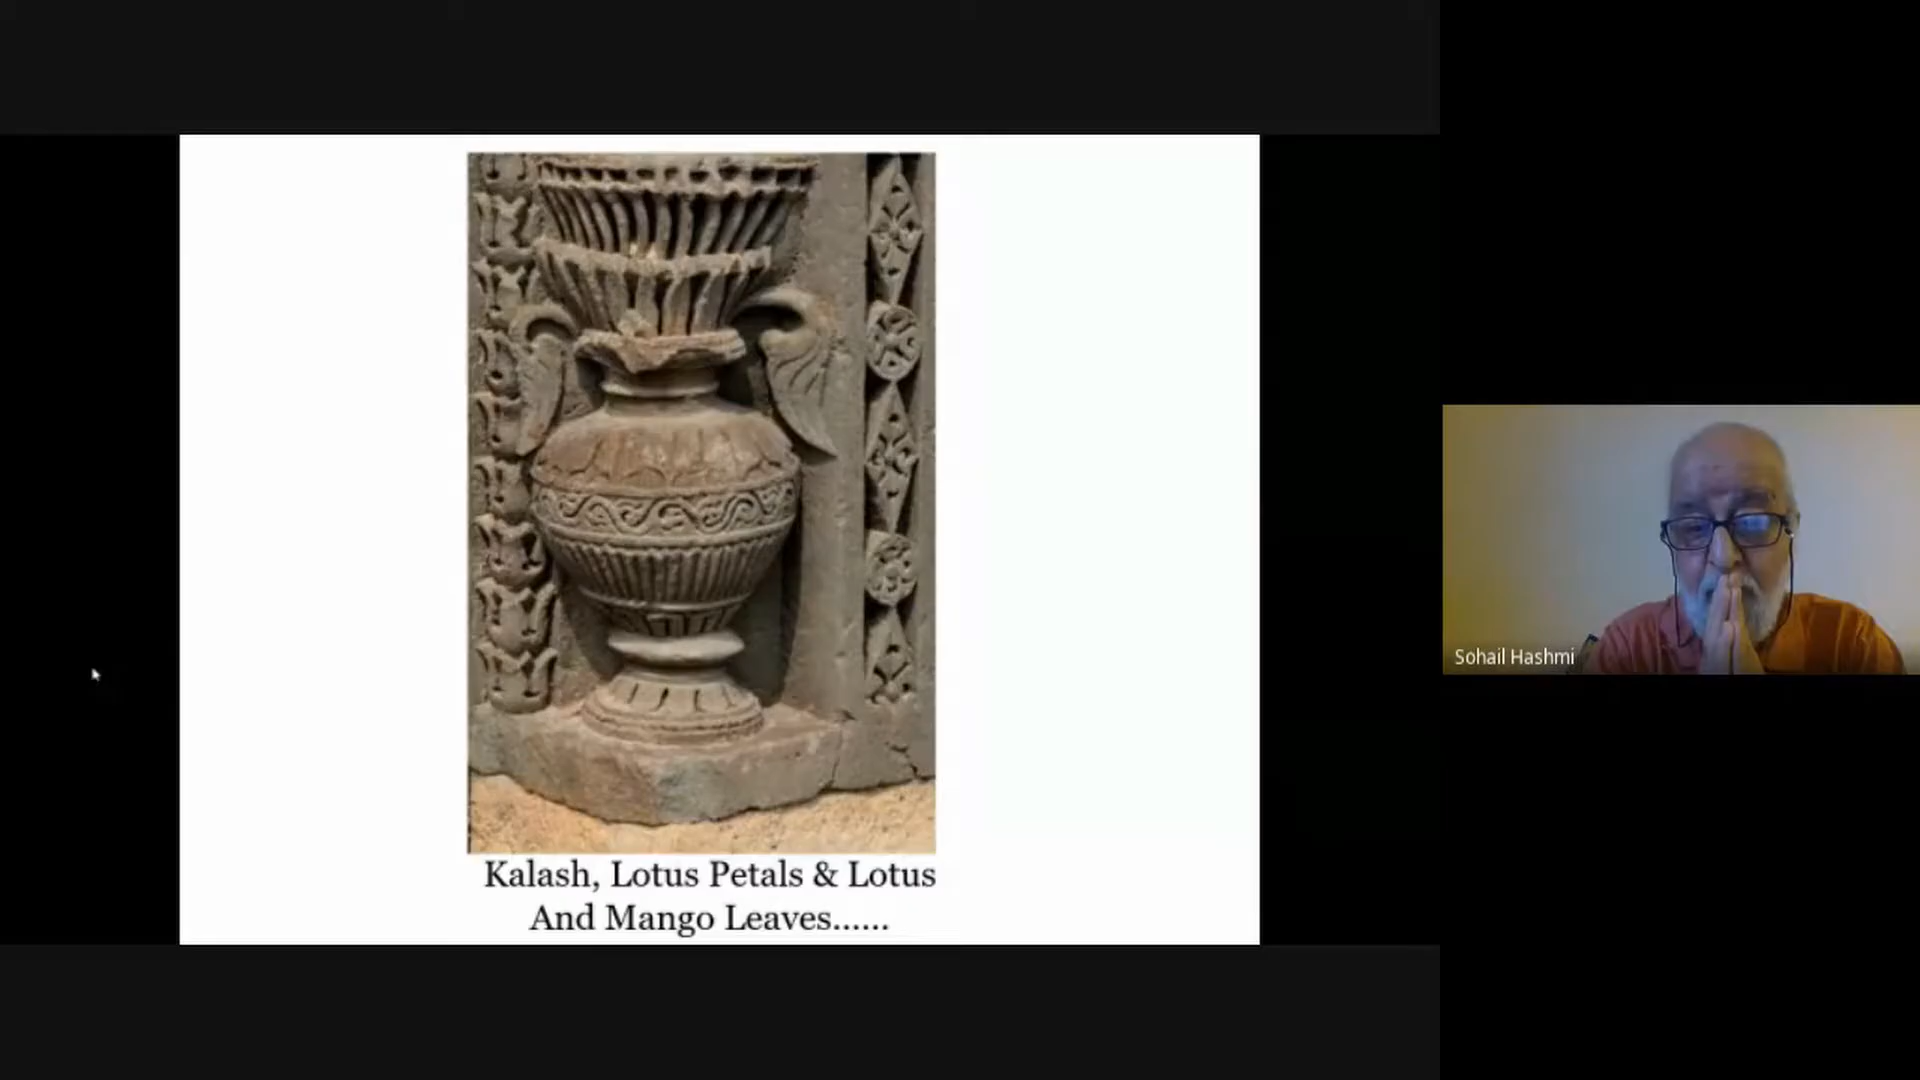 Kalash, Lotus Petals & Lotus
And Mango Leaves......
Sohail Hashmi